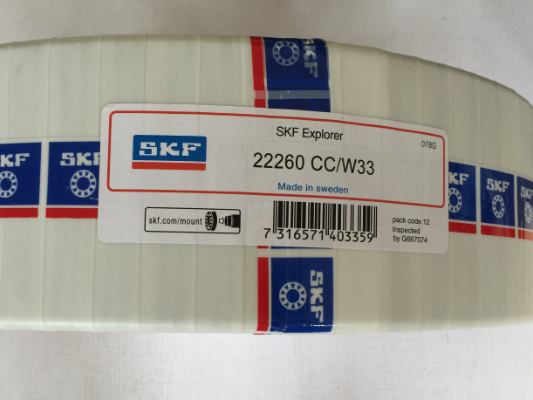 SKF
SKF Explorer
078G
SKF
22260 CC/W33
Made in sweden
skf.com/mount
7 316571 403359
pack code 12
Inspected
by G667074
SKF
SKF
SKF
SKF
SKF
SKF